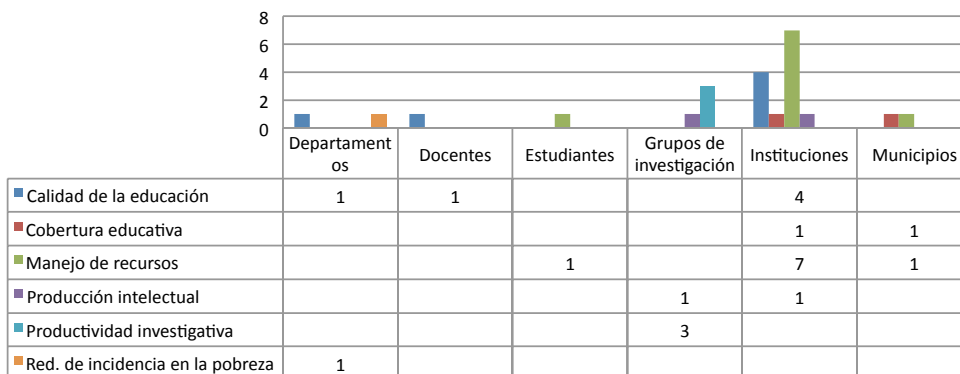 8
6
4
2
0
Departament
os
Docentes
Estudiantes
Grupos de
investigación
Instituciones
Municipios
Calidad de la educación 1 1 4
Cobertura educativa 1 1
Manejo de recursos 1 7 1
Producción intelectual 1 1
Productividad investigativa 3
Red. de incidencia en la pobreza 1